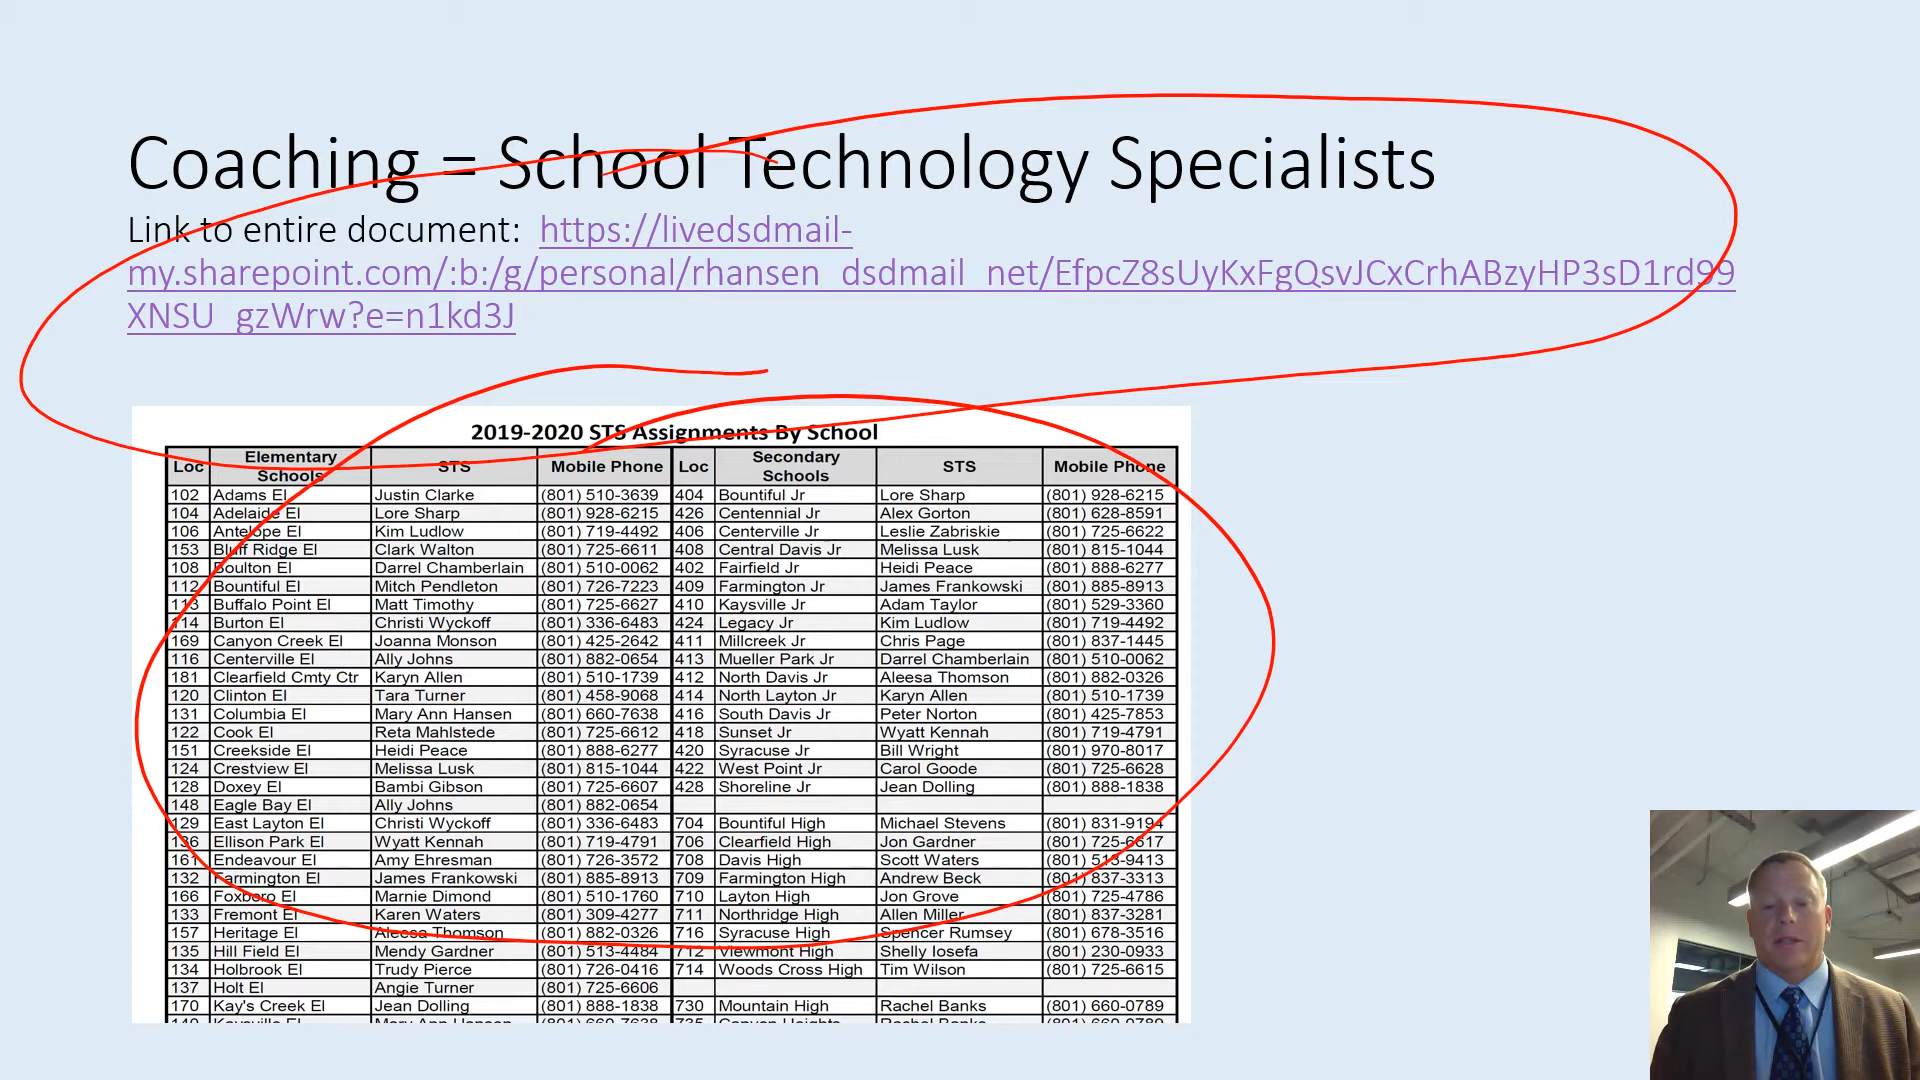 Coaching = School Technology Specialists
Link to entire document: https://livedsdmail-
my.sharepoint.com/:b:/g/personal/rhansen_dsdmail_net/EfpcZ8sUyKxFgQsvJCxCrhABzyHP3sD1rd99
XNSU_gzWrw?e=n1kd3J
2019-2020 STS Assignments By School
Loc Elementary Schools STS Mobile Phone Loc Secondary Schools STS Mobile Phone
102 Adams El Justin Clarke (801) 510-3639 404 Bountiful Jr Lore Sharp (801) 928-6215
104 Adelaide El Lore Sharp (801) 928-6215 426 Centennial Jr Alex Gorton (801) 628-8591
106 Antelope El Kim Ludlow (801) 719-4492 406 Centerville Jr Leslie Zabriskie (801) 725-6622
153 Bluff Ridge El Clark Walton (801) 725-6611 408 Central Davis Jr Melissa Lusk (801) 815-1044
108 Boulton El Darrel Chamberlain (801) 510-0062 402 Fairfield Jr Heidi Peace (801) 888-6277
112 Bountiful El Mitch Pendleton (801) 726-7223 409 Farmington Jr James Frankowski (801) 885-8913
113 Buffalo Point El Matt Timothy (801) 725-6627 410 Kaysville Jr Adam Taylor (801) 529-3360
114 Burton El Christi Wyckoff (801) 336-6483 424 Legacy Jr Kim Ludlow (801) 719-4492
169 Canyon Creek El Joanna Monson (801) 425-2642 411 Millcreek Jr Chris Page (801) 837-1445
116 Centerville El Ally Johns (801) 882-0654 413 Mueller Park Jr Darrel Chamberlain (801) 510-0062
181 Clearfield Cmty Ctr Karyn Allen (801) 510-1739 412 North Davis Jr Aleesa Thomson (801) 882-0326
120 Clinton El Tara Turner (801) 458-9068 414 North Layton Jr Karyn Allen (801) 510-1739
131 Columbia El Mary Ann Hansen (801) 660-7638 416 South Davis Jr Peter Norton (801) 425-7853
122 Cook El Reta Mahlstede (801) 725-6612 418 Sunset Jr Wyatt Kennah (801) 719-4791
151 Creekside El Heidi Peace (801) 888-6277 420 Syracuse Jr Bill Wright (801) 970-8017
124 Crestview El Melissa Lusk (801) 815-1044 422 West Point Jr Carol Goode (801) 725-6628
128 Doxey El Bambi Gibson (801) 725-6607 428 Shoreline Jr Jean Dolling (801) 888-1838
148 Eagle Bay El Ally Johns (801) 882-0654
129 East Layton El Christi Wyckoff (801) 336-6483 704 Bountiful High Michael Stevens (801) 831-9194
136 Ellison Park El Wyatt Kennah (801) 719-4791 706 Clearfield High Jon Gardner (801) 725-6617
161 Endeavour El Amy Ehresman (801) 726-3572 708 Davis High Scott Waters (801) 513-9413
132 Farmington El James Frankowski (801) 885-8913 709 Farmington High Andrew Beck (801) 837-3313
166 Foxboro El Marnie Dimond (801) 510-1760 710 Layton High Jon Grove (801) 725-4786
133 Fremont El Karen Waters (801) 309-4277 711 Northridge High Allen Miller (801) 837-3281
157 Heritage El Aleesa Thomson (801) 882-0326 716 Syracuse High Spencer Rumsey (801) 678-3516
135 Hill Field El Mendy Gardner (801) 513-4484 712 Viewmont High Shelly Iosefa (801) 230-0933
134 Holbrook El Trudy Pierce (801) 726-0416 714 Woods Cross High Tim Wilson (801) 725-6615
137 Holt El Angie Turner (801) 725-6606
170 Kay's Creek El Jean Dolling (801) 888-1838 730 Mountain High Rachel Banks (801) 660-0789